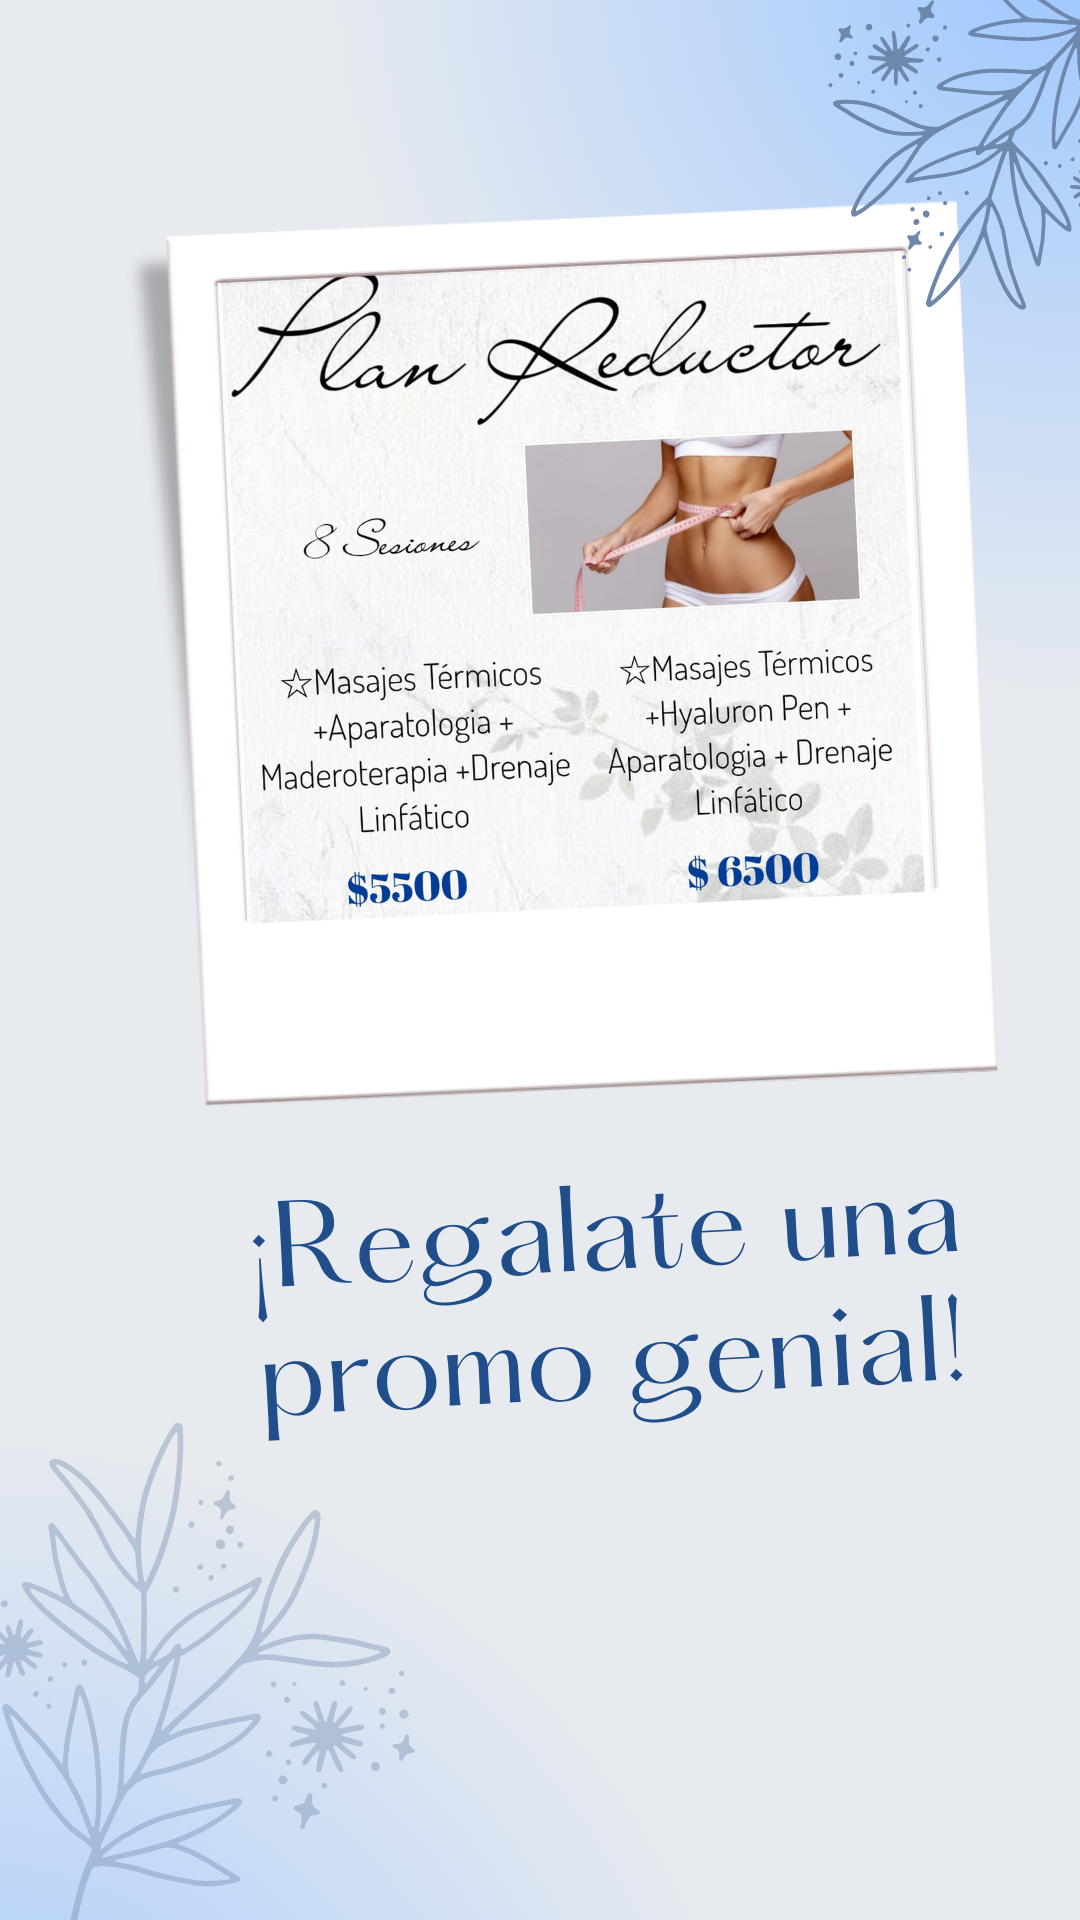 Plan Reductor
8 Sesiones
☆Masajes Térmicos
+Aparatologia +
Maderoterapia +Drenaje
Linfático
$5500
☆Masajes Térmicos
+Hyaluron Pen +
Aparatologia + Drenaje
Linfático
$ 6500
¡Regalate una
promo genial!